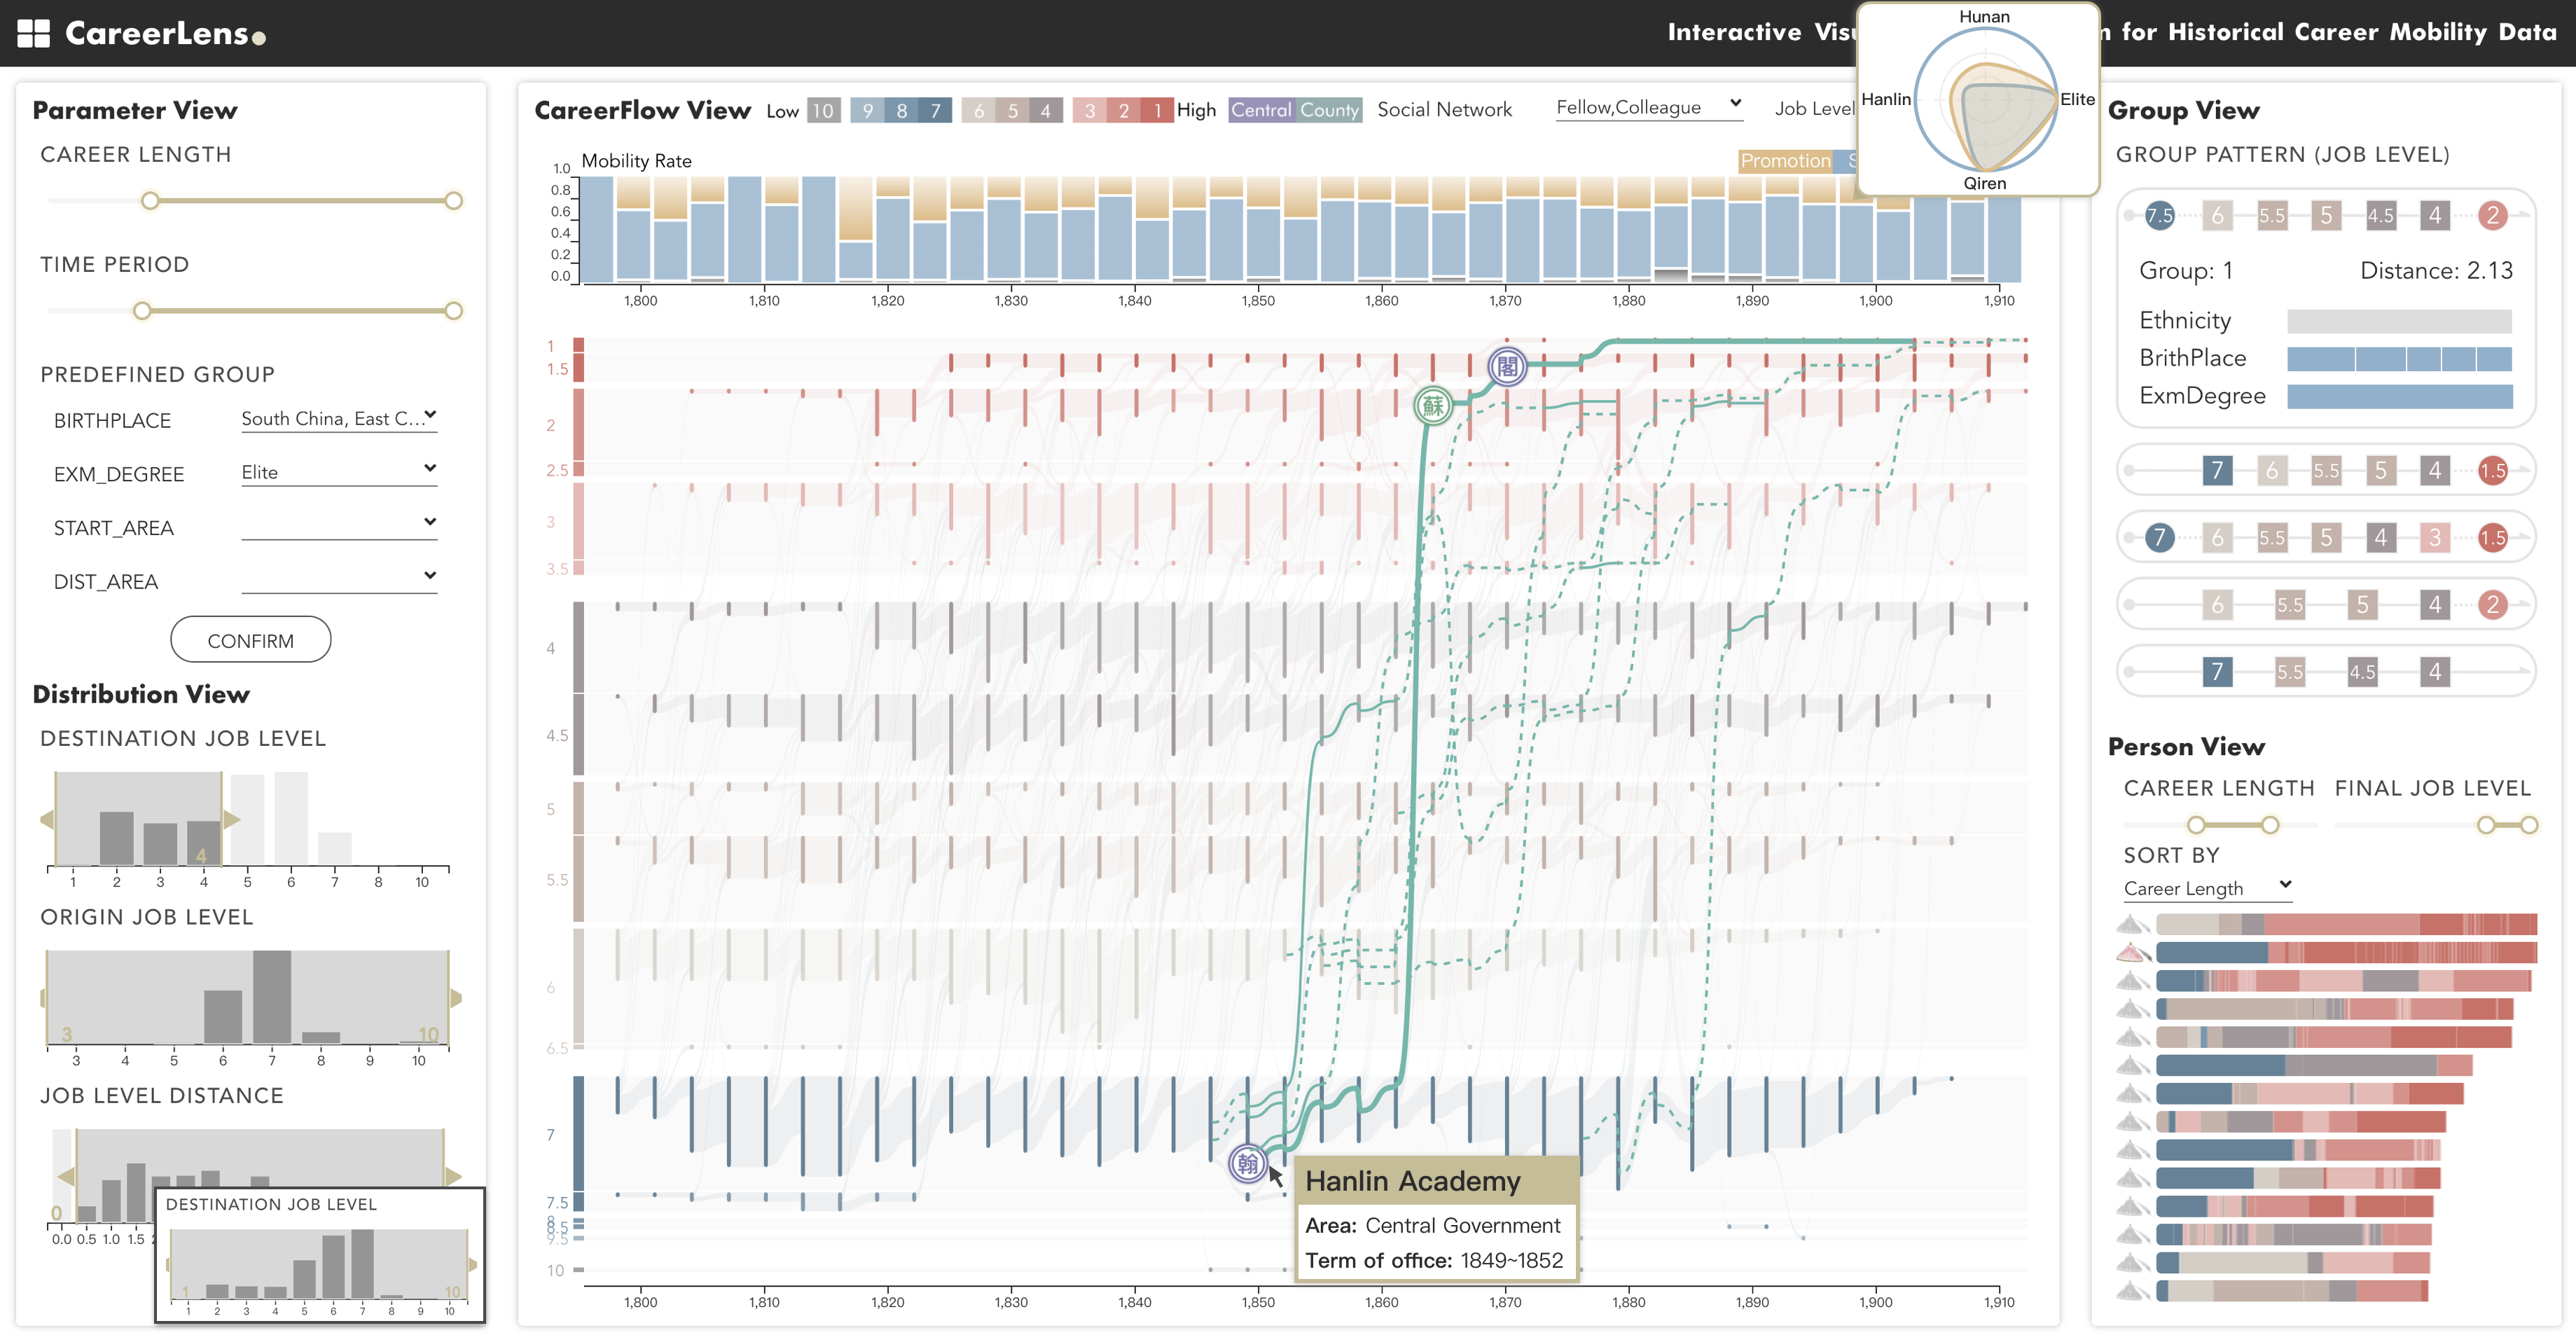 CareerLens
Interactive Visu
for Historical Career Mobility Data
Hunan
Hanlin
Elite
Qiren
Parameter View
CAREER LENGTH
TIME PERIOD
PREDEFINED GROUP
BIRTHPLACE South China, East C...
EXM_DEGREE Elite
START_AREA
DIST_AREA
CONFIRM
Distribution View
DESTINATION JOB LEVEL
4
1 2 3 4 5 6 7 8 10
ORIGIN JOB LEVEL
3 10
3 4 5 6 7 8 9 10
JOB LEVEL DISTANCE
0
0.0 0.5 1.0 1.5
DESTINATION JOB LEVEL
1 10
1 2 3 4 5 6 7 8 9 10
CareerFlow View Low 10 9 8 7 6 5 4 3 2 1 High Central County Social Network Fellow,Colleague Job Level
Mobility Rate
Promotion S
1.0
0.8
0.6
0.4
0.2
0.0
1,800 1,810 1,820 1,830 1,840 1,850 1,860 1,870 1,880 1,890 1,900 1,910
1
1.5
閣
蘇
2
2.5
3
3.5
4
4.5
5
5.5
6
6.5
7
翰
7.5
8
8.5
9.5
10
Hanlin Academy
Area: Central Government
Term of office: 1849~1852
1,800 1,810 1,820 1,830 1,840 1,850 1,860 1,870 1,880 1,890 1,900 1,910
Group View
GROUP PATTERN (JOB LEVEL)
7.5 6 5.5 5 4.5 4 2
Group: 1 Distance: 2.13
Ethnicity
BrithPlace
ExmDegree
7 6 5.5 5 4 1.5
7 6 5.5 5 4 3 1.5
6 5.5 5 4 2
7 5.5 4.5 4
Person View
CAREER LENGTH FINAL JOB LEVEL
SORT BY
Career Length